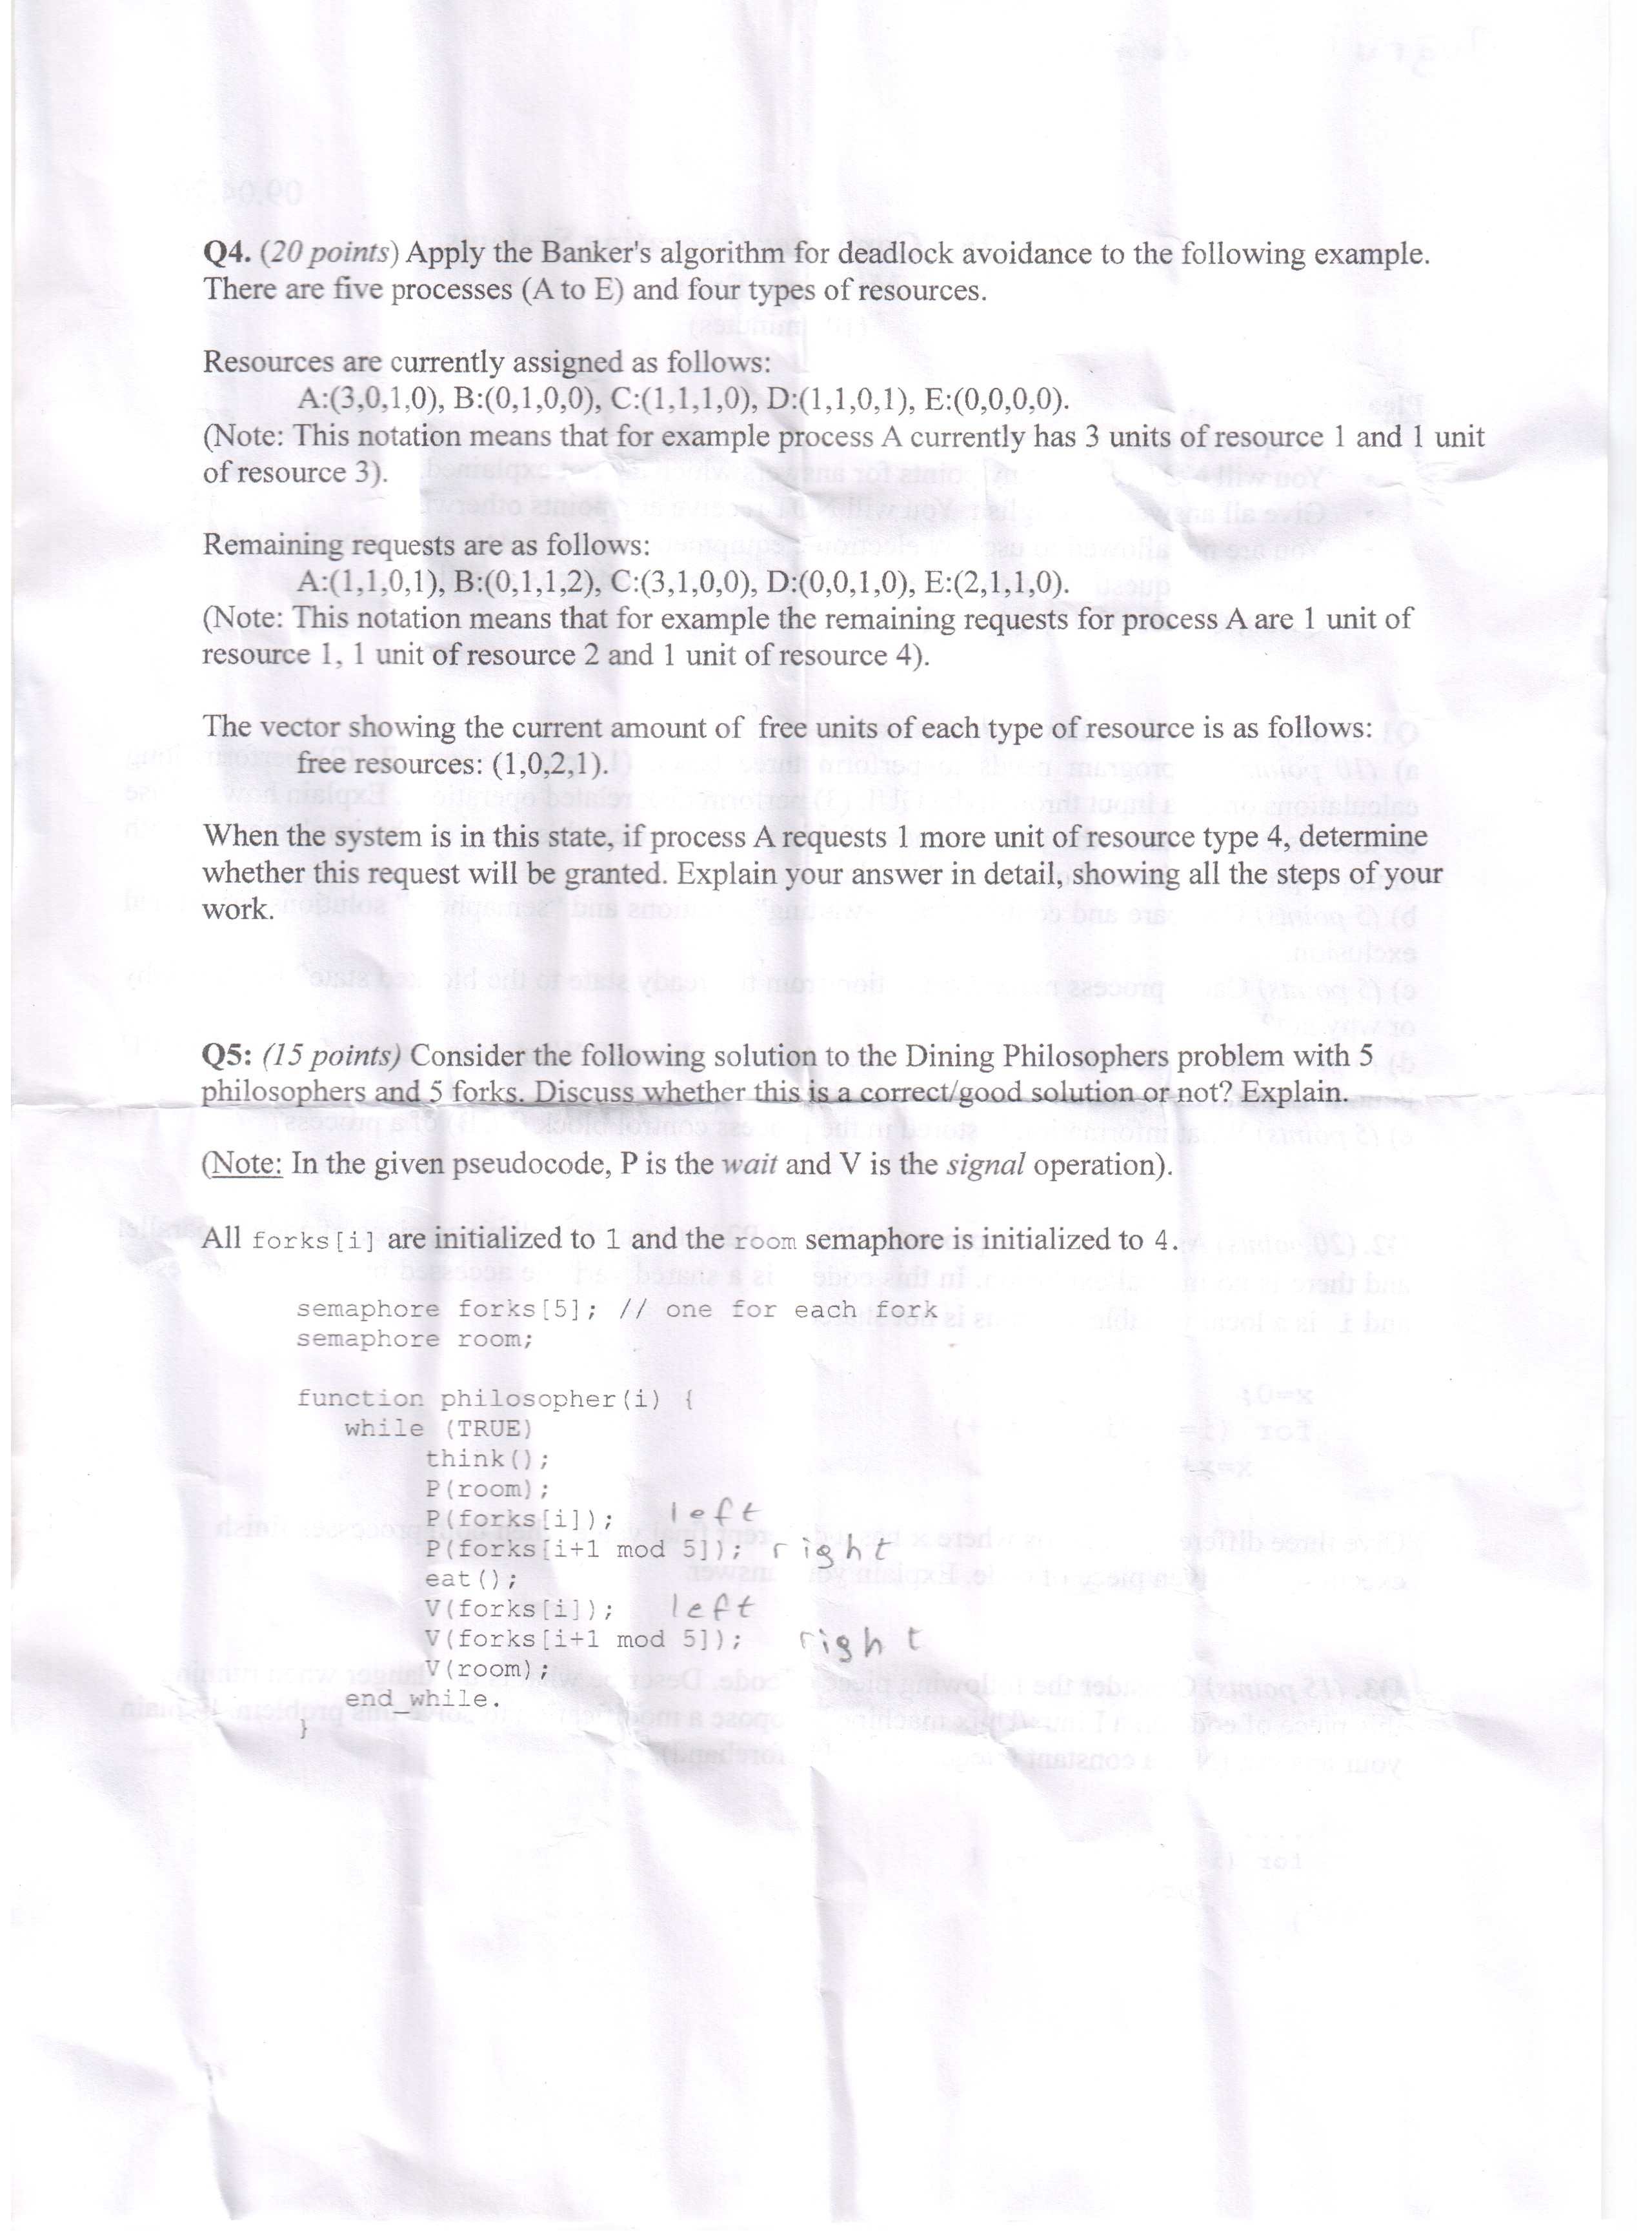 Q4. (20 points) Apply the Banker's algorithm for deadlock avoidance to the following example.
There are five processes (A to E) and four types of resources.
Resources are currently assigned as follows:
A:(3,0,1,0), B:(0,1,0,0), C:(1,1,1,0), D:(1,1,0,1), E:(0,0,0,0).
(Note: This notation means that for example process A currently has 3 units of resource 1 and 1 unit
of resource 3).
Remaining requests are as follows:
A:(1,1,0,1), B:(0,1,1,2), C:(3,1,0,0), D:(0,0,1,0), E:(2,1,1,0).
(Note: This notation means that for example the remaining requests for process A are 1 unit of
resource 1, 1 unit of resource 2 and 1 unit of resource 4).
The vector showing the current amount of free units of each type of resource is as follows:
free resources: (1,0,2,1).
When the system is in this state, if process A requests 1 more unit of resource type 4, determine
whether this request will be granted. Explain your answer in detail, showing all the steps of your
work.
Q5: (15 points) Consider the following solution to the Dining Philosophers problem with 5
philosophers and 5 forks. Discuss whether this is a correct/good solution or not? Explain.
(Note: In the given pseudocode, P is the wait and V is the signal operation).
All forks[i] are initialized to 1 and the room semaphore is initialized to 4.
semaphore forks[5]; // one for each fork
semaphore room;
function philosopher(i) {
while (TRUE)
think();
P(room);
P(forks[i]); left
P(forks[i+1 mod 5]); right
eat();
V(forks[i]); left
V(forks[i+1 mod 5]); right
V(room);
end_while.
}